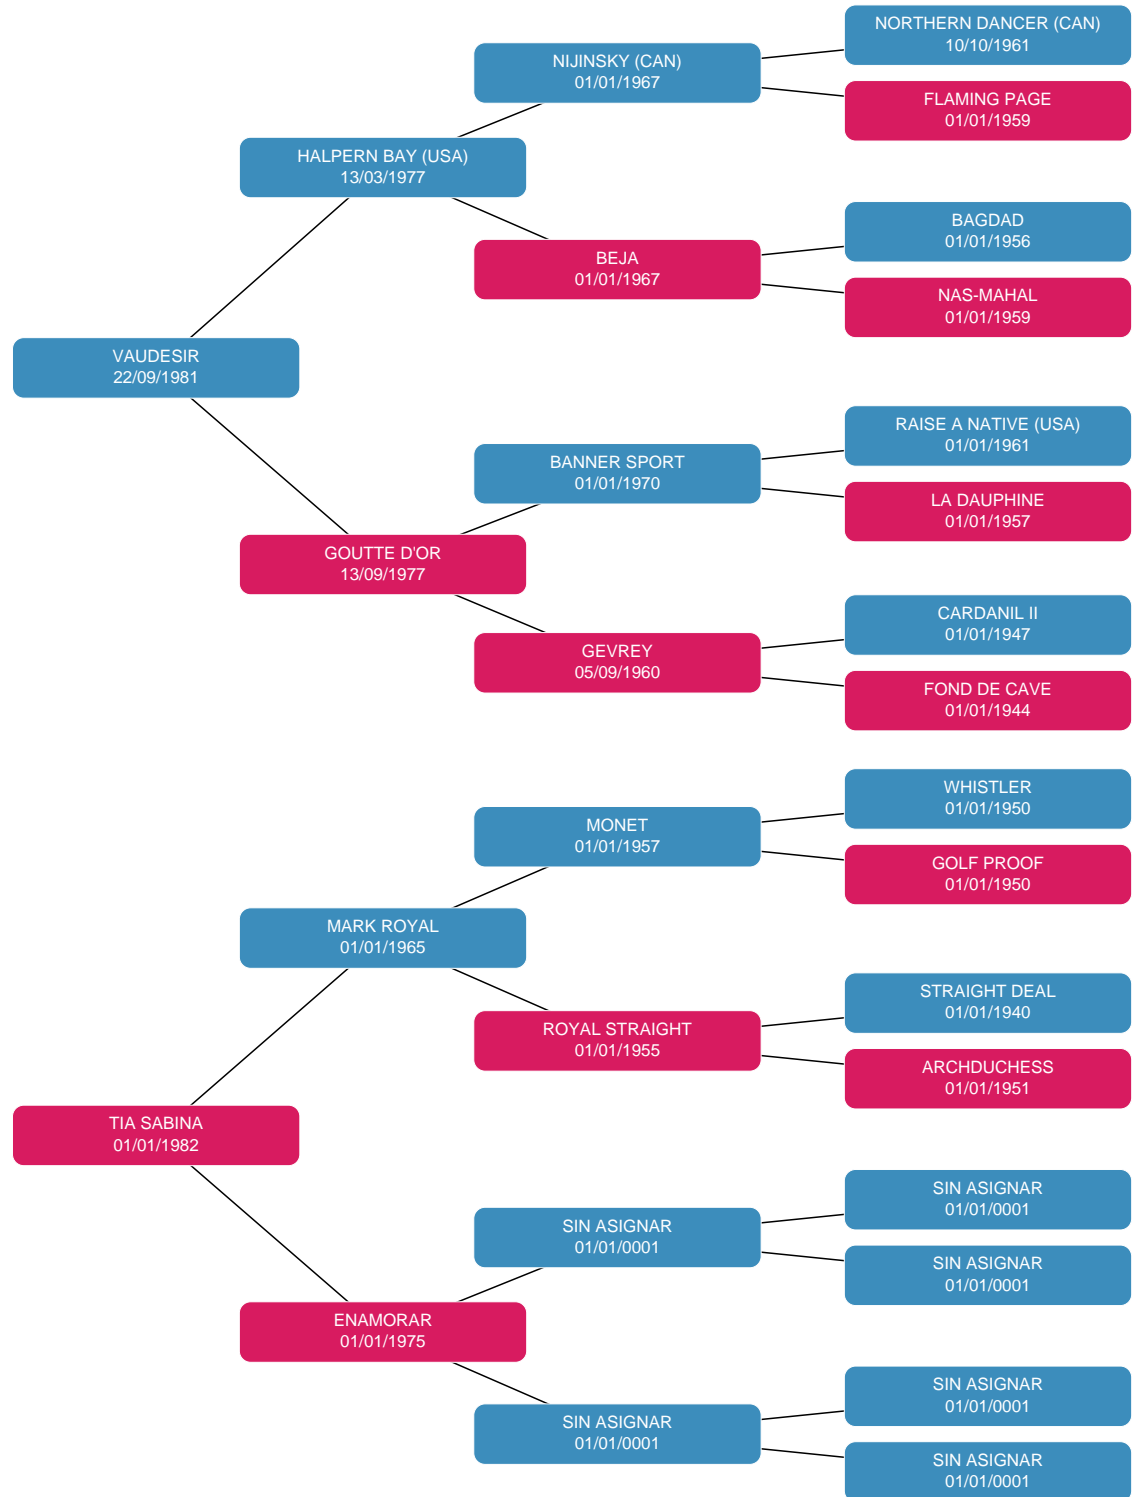 NORTHERN DANCER (CAN)
10/10/1961
NIJINSKY (CAN)
01/01/1967
FLAMING PAGE
01/01/1959
HALPERN BAY (USA)
13/03/1977
BAGDAD
01/01/1956
BEJA
01/01/1967
NAS-MAHAL
01/01/1959
VAUDESIR
22/09/1981
RAISE A NATIVE (USA)
01/01/1961
BANNER SPORT
01/01/1970
LA DAUPHINE
01/01/1957
GOUTTE D'OR
13/09/1977
CARDANIL II
01/01/1947
GEVREY
05/09/1960
FOND DE CAVE
01/01/1944
WHISTLER
01/01/1950
MONET
01/01/1957
GOLF PROOF
01/01/1950
MARK ROYAL
01/01/1965
STRAIGHT DEAL
01/01/1940
ROYAL STRAIGHT
01/01/1955
ARCHDUCHESS
01/01/1951
TIA SABINA
01/01/1982
SIN ASIGNAR
01/01/0001
SIN ASIGNAR
01/01/0001
SIN ASIGNAR
01/01/0001
ENAMORAR
01/01/1975
SIN ASIGNAR
01/01/0001
SIN ASIGNAR
01/01/0001
SIN ASIGNAR
01/01/0001